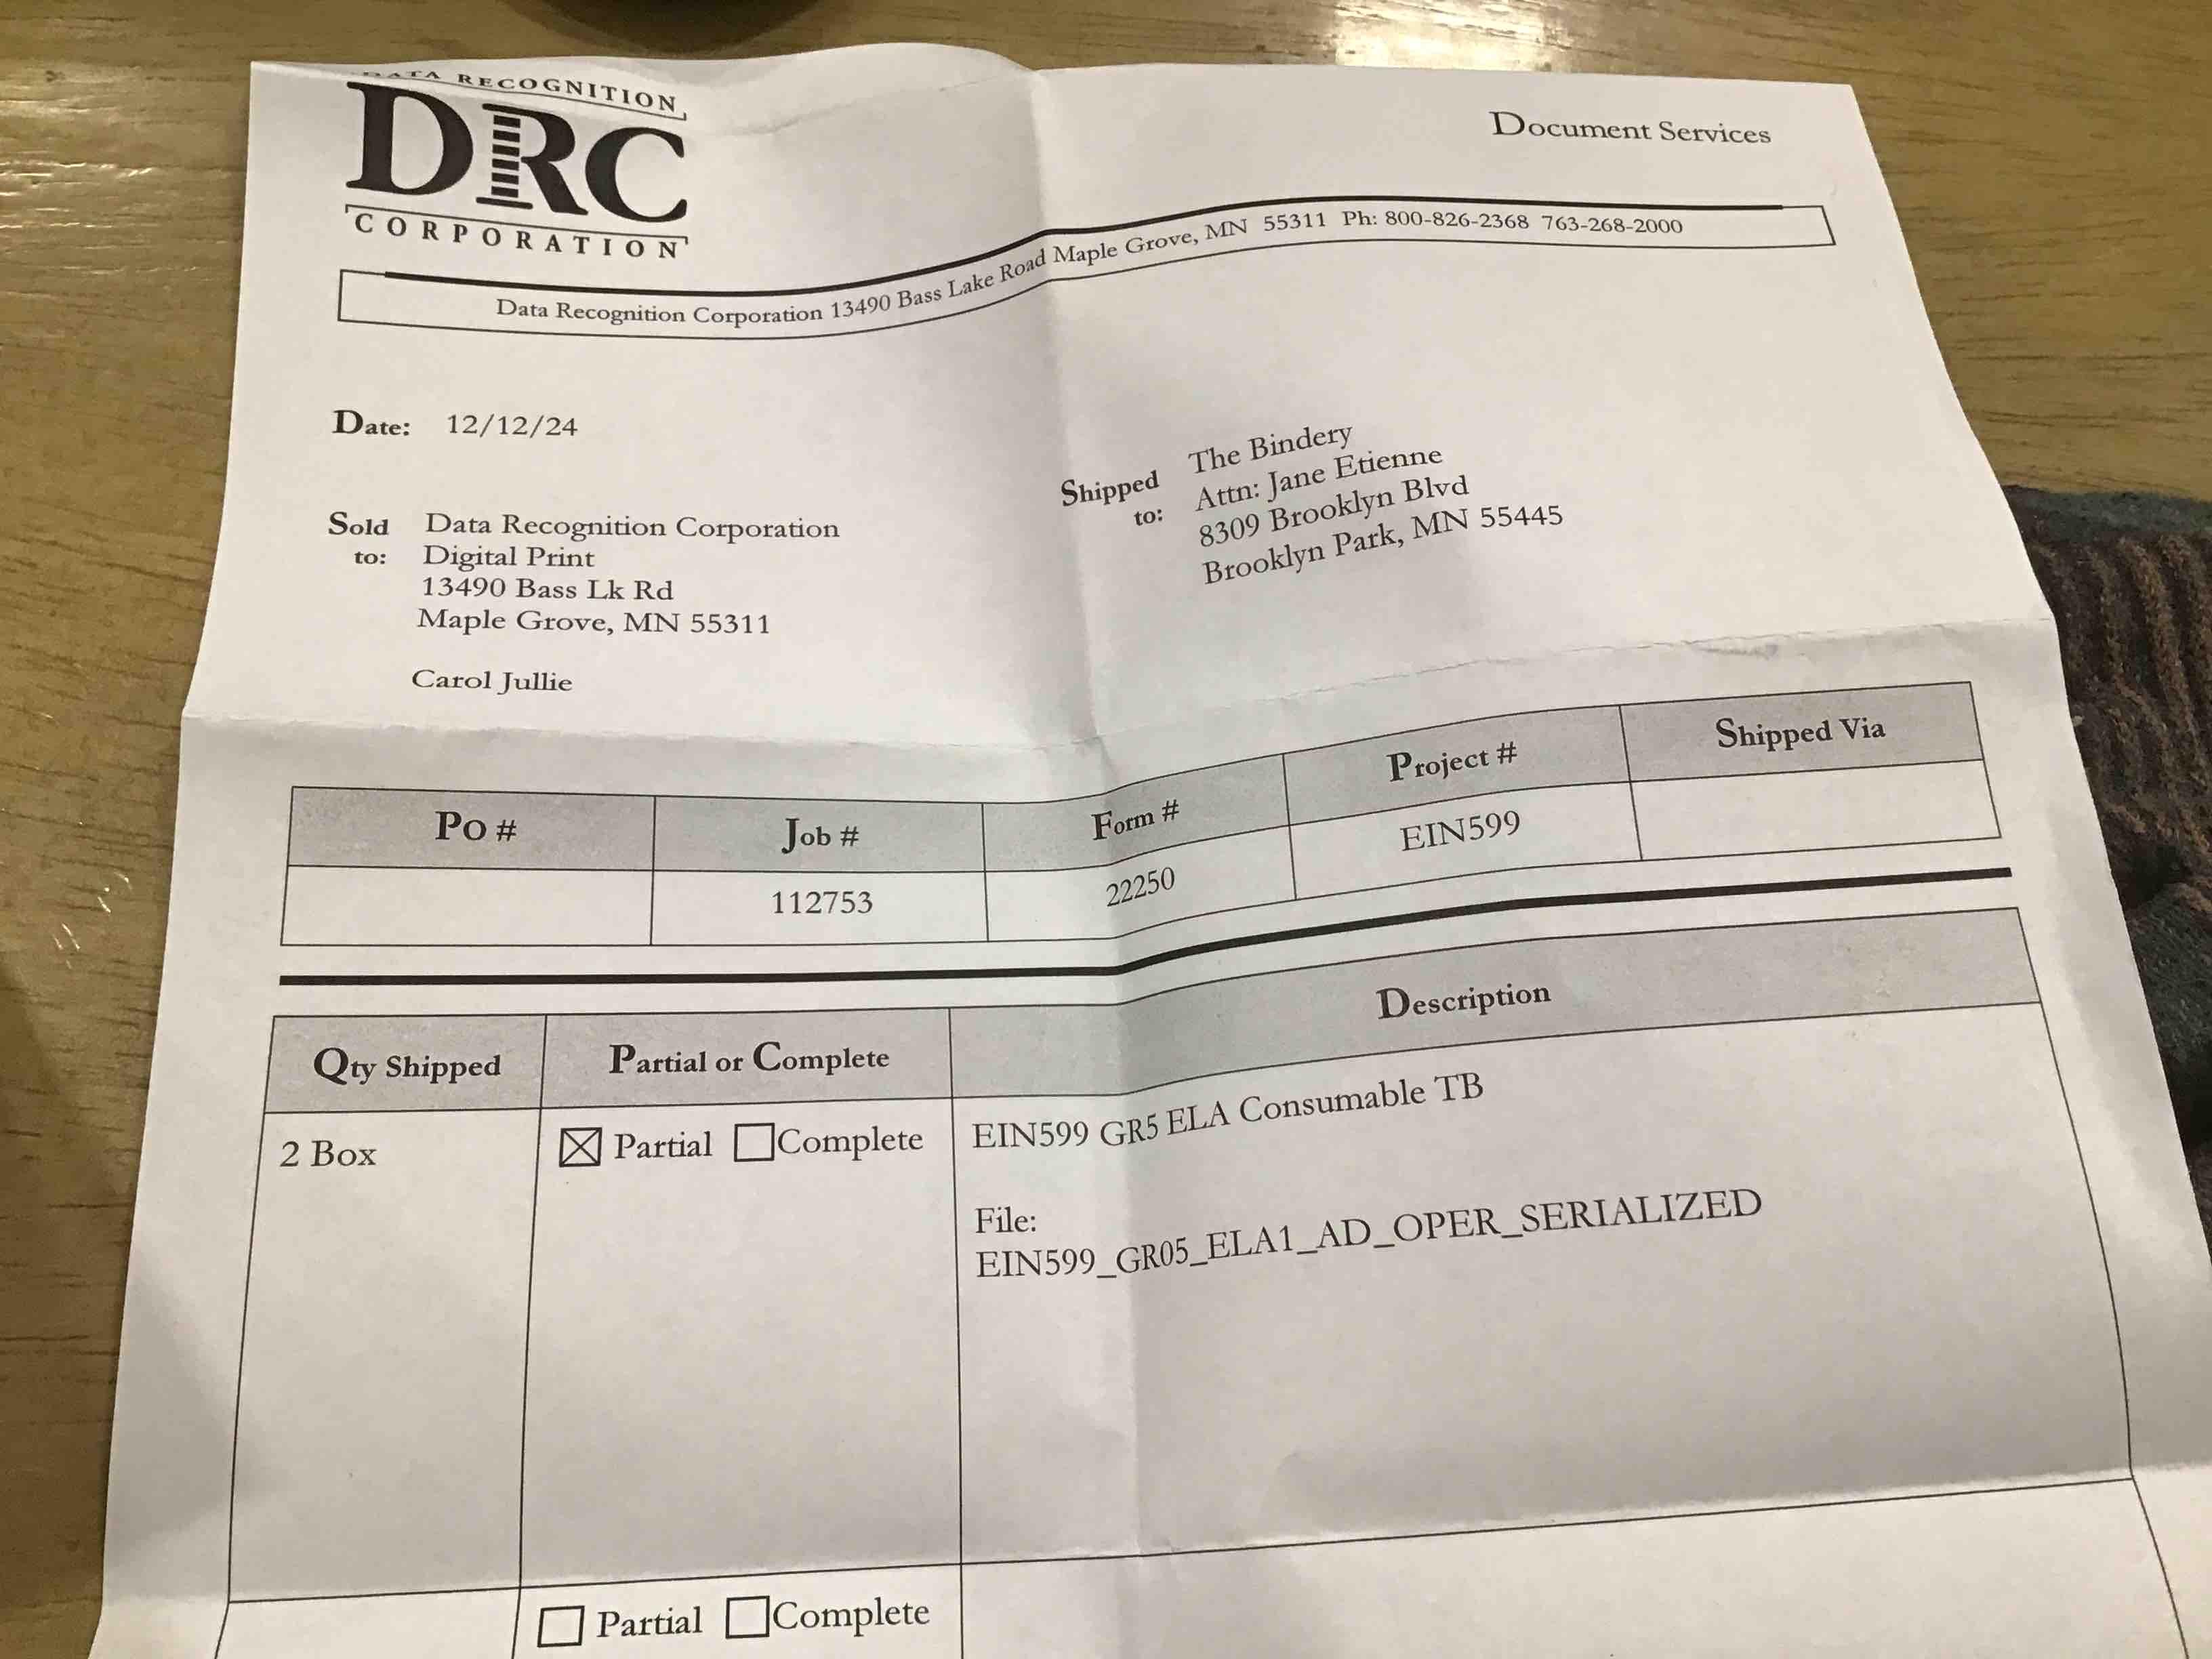 DATA RECOGNITION
DRC
CORPORATION
Document Services
Data Recognition Corporation 13490 Bass Lake Road Maple Grove, MN 55311 Ph: 800-826-2368 763-268-2000
Date: 12/12/24
Sold to:
Data Recognition Corporation
Digital Print
13490 Bass Lk Rd
Maple Grove, MN 55311
Carol Jullie
Shipped to:
The Bindery
Attn: Jane Etienne
8309 Brooklyn Blvd
Brooklyn Park, MN 55445
Po # Job # Form # Project # Shipped Via
112753 22250 EIN599
Qty Shipped Partial or Complete Description
2 Box ☒ Partial ☐ Complete EIN599 GR5 ELA Consumable TB
File:
EIN599_GR05_ELA1_AD_OPER_SERIALIZED
☐ Partial ☐ Complete